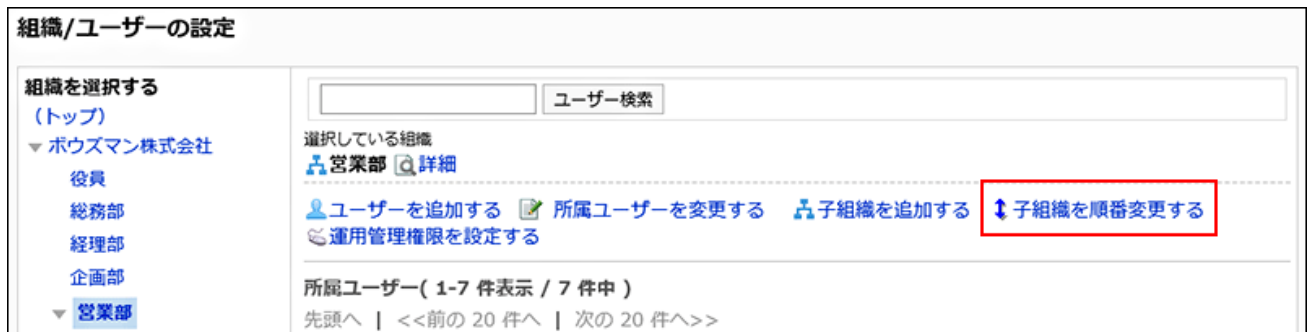 組織/ユーザーの設定
組織を選択する
（トップ）
ボウズマン株式会社
役員
総務部
経理部
企画部
営業部
ユーザー検索
選択している組織
営業部 詳細
ユーザーを追加する 所属ユーザーを変更する 子組織を追加する 子組織を順番変更する
運用管理権限を設定する
所属ユーザー( 1-7 件表示 / 7 件中 )
先頭へ | <<前の 20 件へ | 次の 20 件へ>>